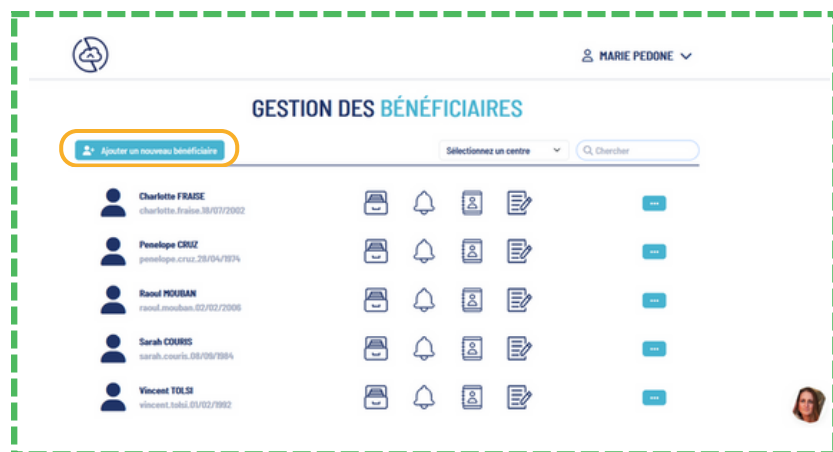 MARIE PEDONE
GESTION DES BÉNÉFICIAIRES
Ajouter un nouveau bénéficiaire
Sélectionnez un centre
Chercher
Charlotte FRAISE
charlotte.fraise.18/07/2002
Penelope CRUZ
penelope.cruz.28/04/1974
Raoul MOUBAN
raoul.mouban.02/02/2006
Sarah COURIS
sarah.couris.08/09/1984
Vincent TOLSI
vincent.tolsi.01/02/1992